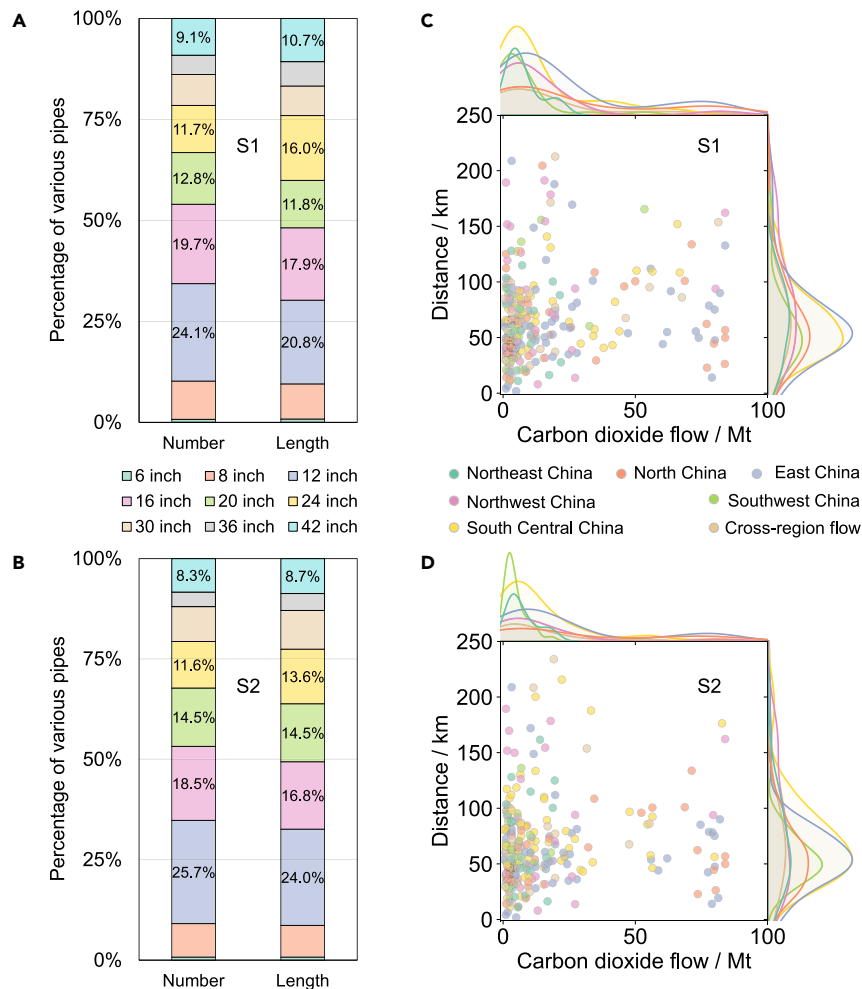 A
Percentage of various pipes
100%
75%
50%
25%
0%
9.1%
11.7%
12.8%
19.7%
24.1%
S1
10.7%
16.0%
11.8%
17.9%
20.8%
Number Length
6 inch 8 inch 12 inch
16 inch 20 inch 24 inch
30 inch 36 inch 42 inch
B
Percentage of various pipes
100%
75%
50%
25%
0%
8.3%
11.6%
14.5%
18.5%
25.7%
S2
8.7%
13.6%
14.5%
16.8%
24.0%
Number Length
C
Distance / km
250
200
150
100
50
0
S1
0 50 100
Carbon dioxide flow / Mt
Northeast China North China East China
Northwest China Southwest China
South Central China Cross-region flow
D
Distance / km
250
200
150
100
50
0
S2
0 50 100
Carbon dioxide flow / Mt